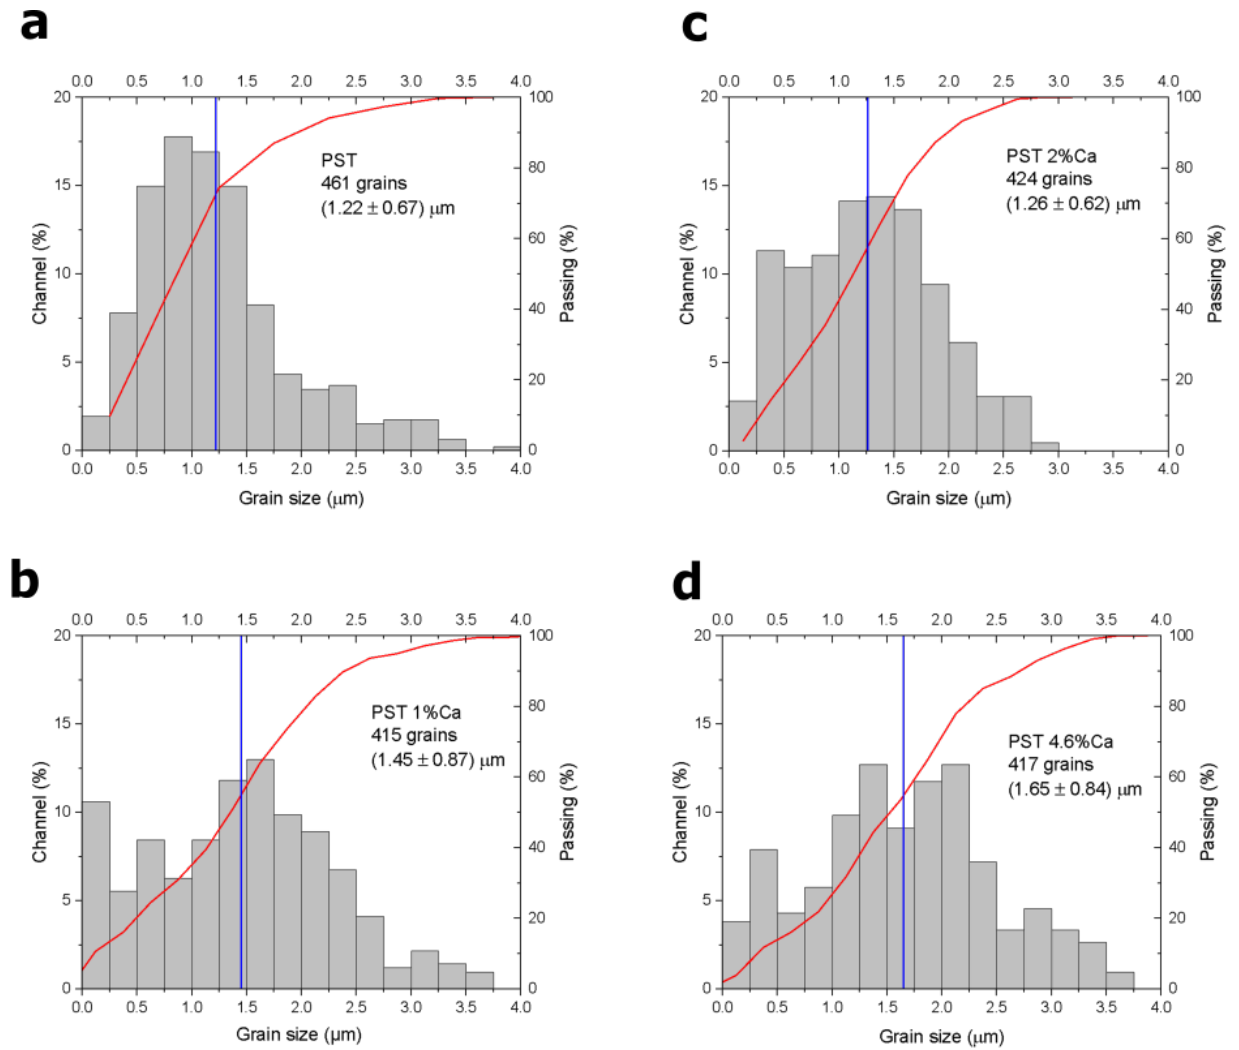 a
0.0 0.5 1.0 1.5 2.0 2.5 3.0 3.5 4.0
20 100
15 80
10 60
5 40
0 20
0
Channel (%)
Passing (%)
PST
461 grains
(1.22 ± 0.67) μm
0.0 0.5 1.0 1.5 2.0 2.5 3.0 3.5 4.0
Grain size (μm)
c
0.0 0.5 1.0 1.5 2.0 2.5 3.0 3.5 4.0
20 100
15 80
10 60
5 40
0 20
0
Channel (%)
Passing (%)
PST 2%Ca
424 grains
(1.26 ± 0.62) μm
0.0 0.5 1.0 1.5 2.0 2.5 3.0 3.5 4.0
Grain size (μm)
b
0.0 0.5 1.0 1.5 2.0 2.5 3.0 3.5 4.0
20 100
15 80
10 60
5 40
0 20
0
Channel (%)
Passing (%)
PST 1%Ca
415 grains
(1.45 ± 0.87) μm
0.0 0.5 1.0 1.5 2.0 2.5 3.0 3.5 4.0
Grain size (µm)
d
0.0 0.5 1.0 1.5 2.0 2.5 3.0 3.5 4.0
20 100
15 80
10 60
5 40
0 20
0
Channel (%)
Passing (%)
PST 4.6%Ca
417 grains
(1.65 ± 0.84) μm
0.0 0.5 1.0 1.5 2.0 2.5 3.0 3.5 4.0
Grain size (μm)